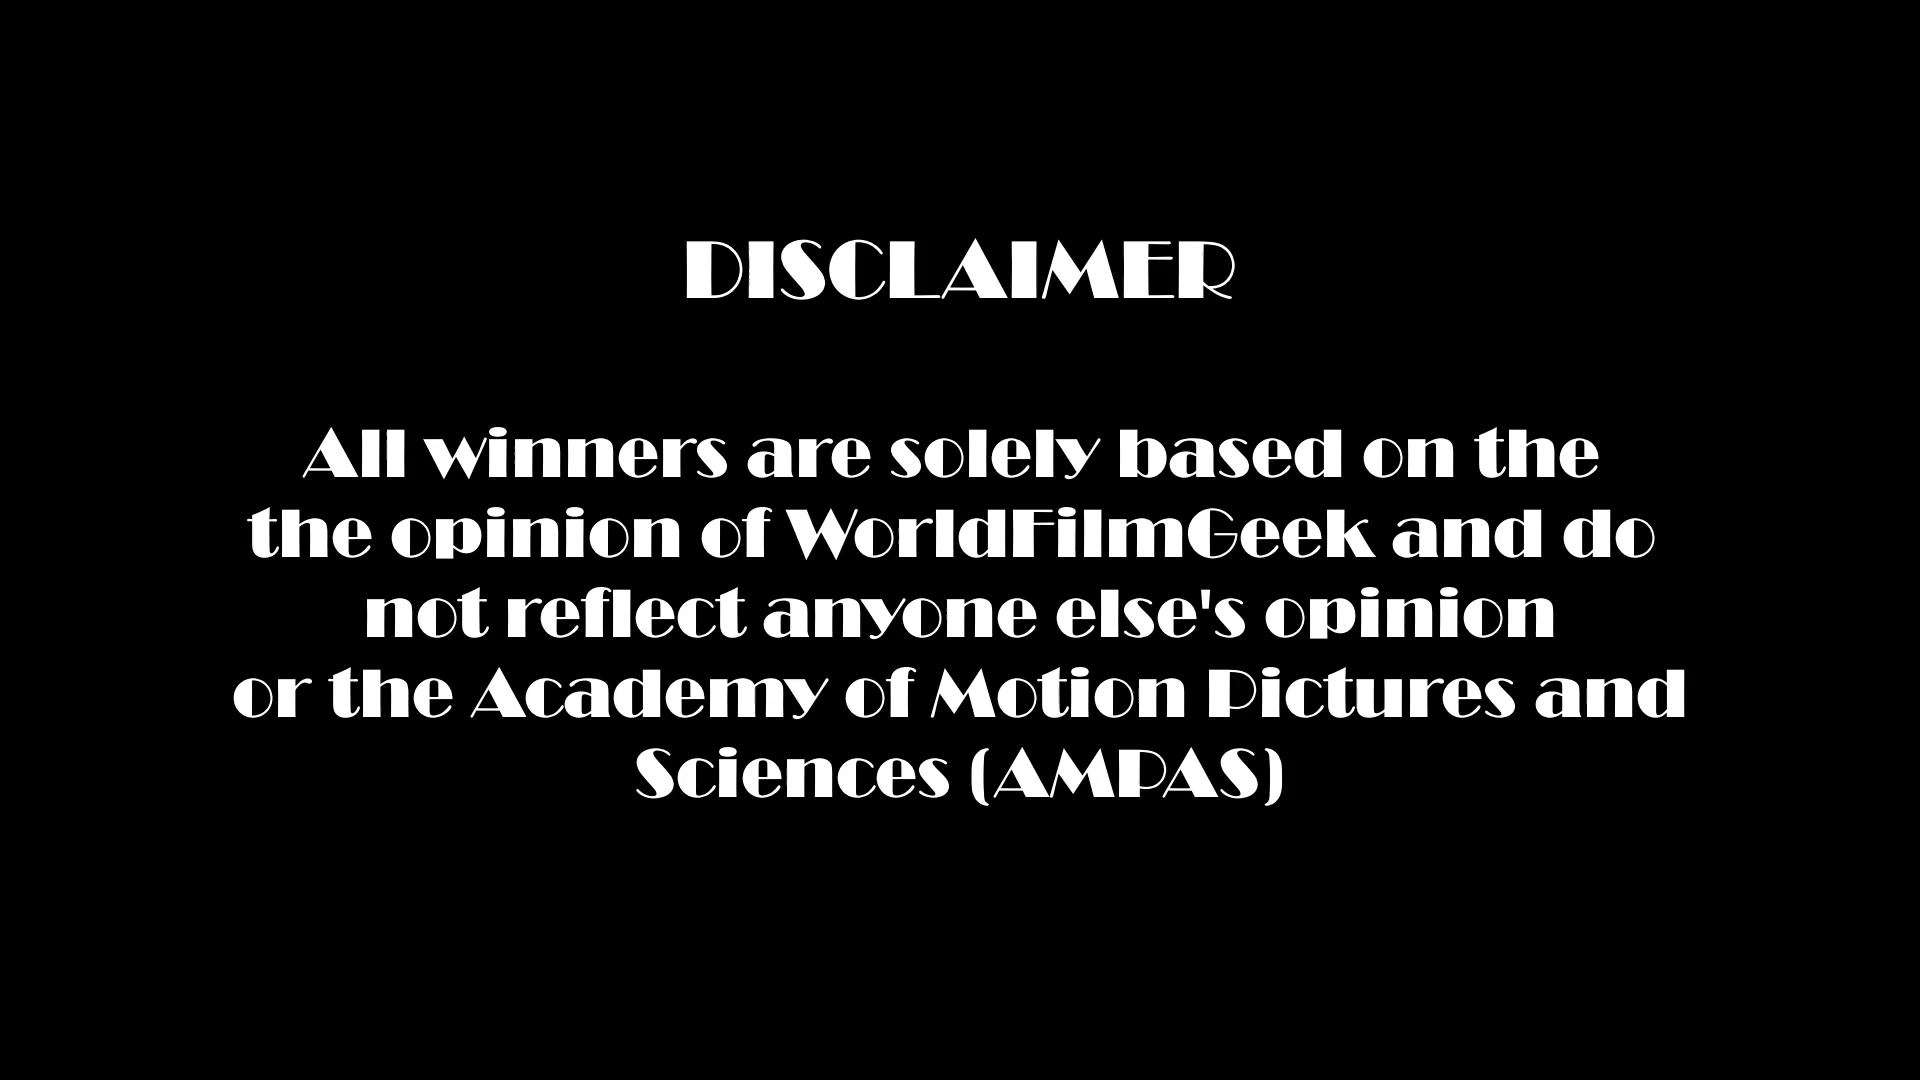 DISCLAIMER
All winners are solely based on the
the opinion of WorldFilmGeek and do
not reflect anyone else's opinion
or the Academy of Motion Pictures and
Sciences (AMPAS)